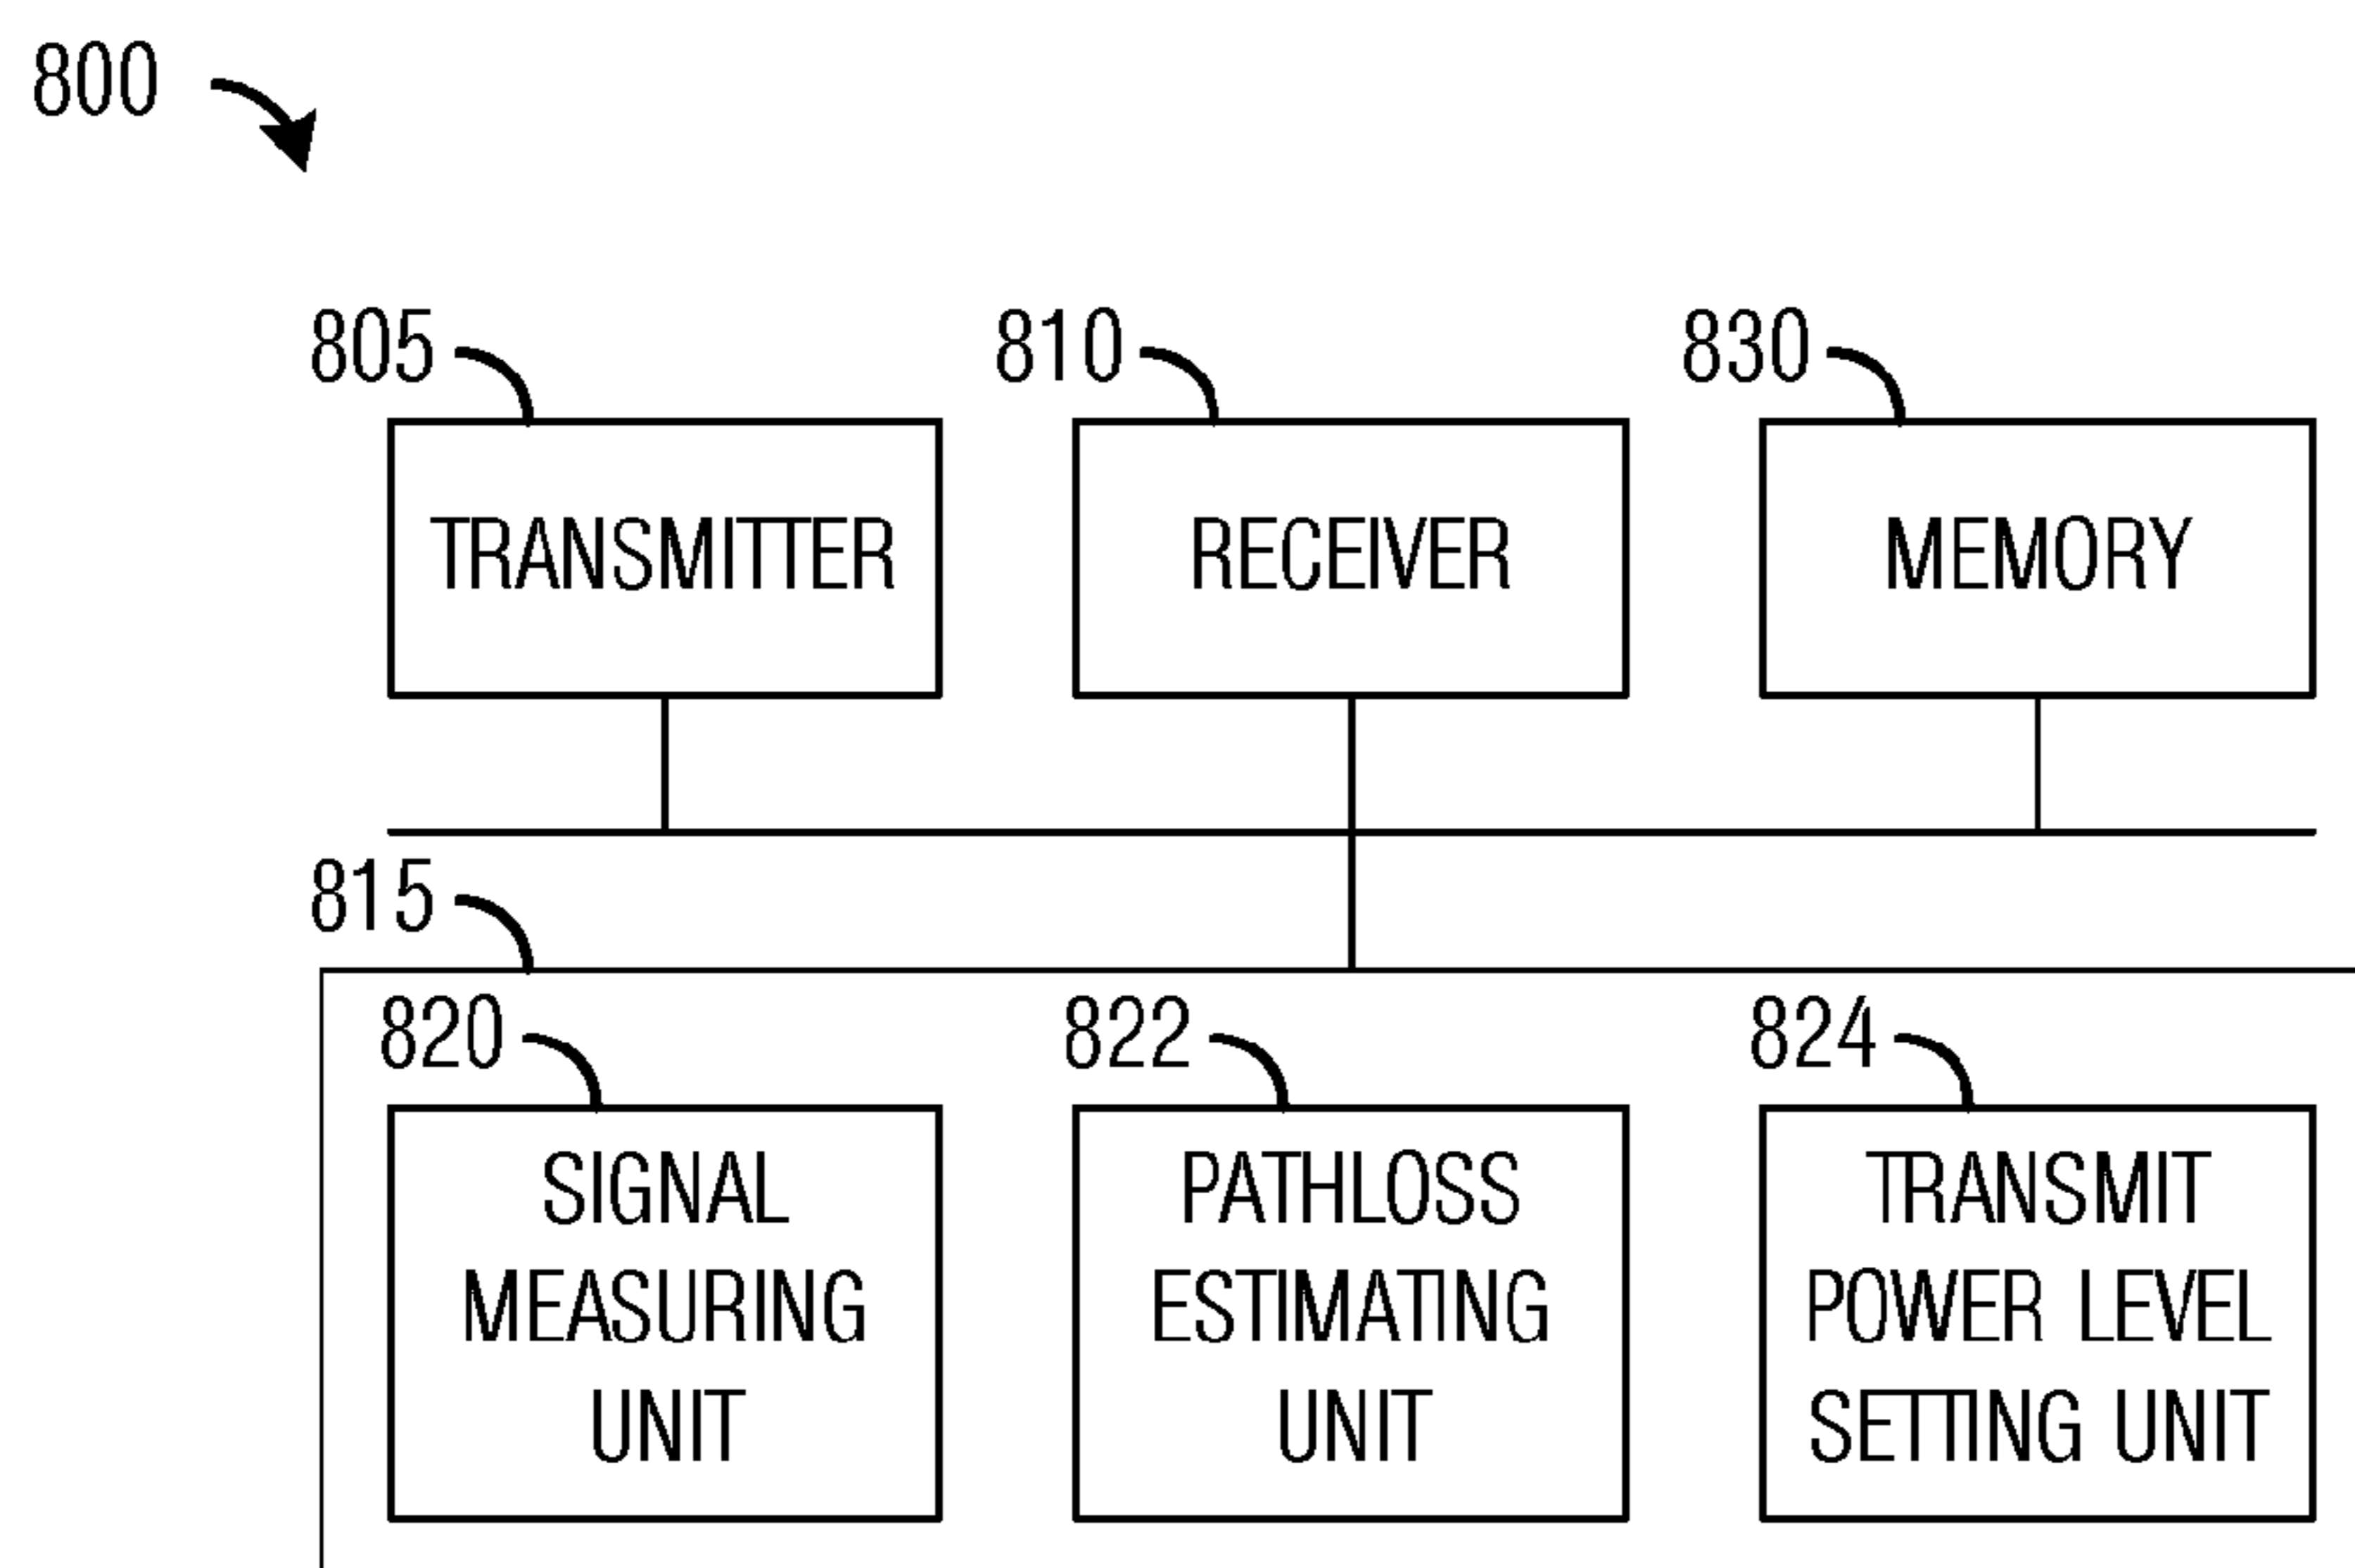 800
805
810
830
TRANSMITTER
RECEIVER
MEMORY
815
820
822
824
SIGNAL
MEASURING
UNIT
PATHLOSS
ESTIMATING
UNIT
TRANSMIT
POWER LEVEL
SETTING UNIT